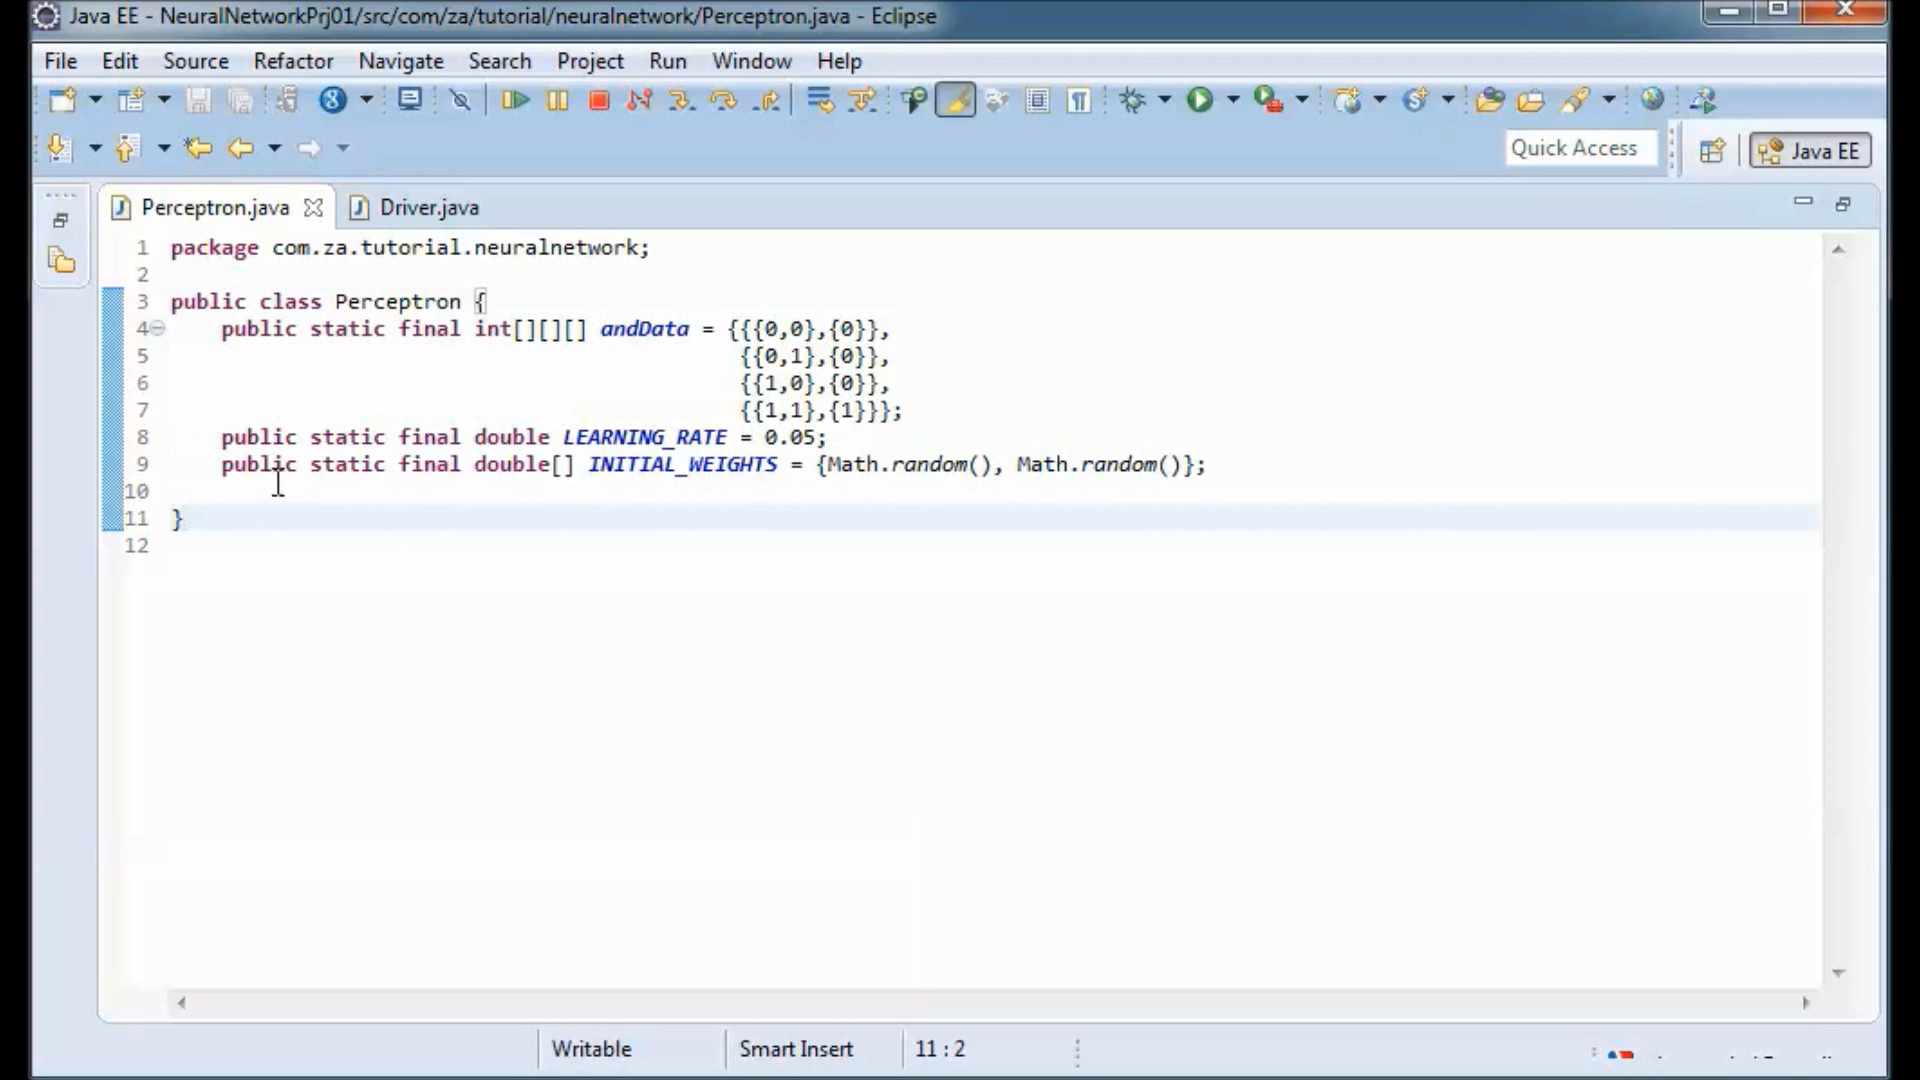 Java EE - NeuralNetworkPrj01/src/com/za/tutorial/neuralnetwork/Perceptron.java - Eclipse
File Edit Source Refactor Navigate Search Project Run Window Help
Quick Access Java EE
Perceptron.java Driver.java
1 package com.za.tutorial.neuralnetwork;
2
3 public class Perceptron {
4 public static final int[][][] andData = {{{0,0},{0}},
5 {{0,1},{0}},
6 {{1,0},{0}},
7 {{1,1},{1}}};
8 public static final double LEARNING_RATE = 0.05;
9 public static final double[] INITIAL_WEIGHTS = {Math.random(), Math.random()};
10
11 }
12
Writable Smart Insert 11 : 2